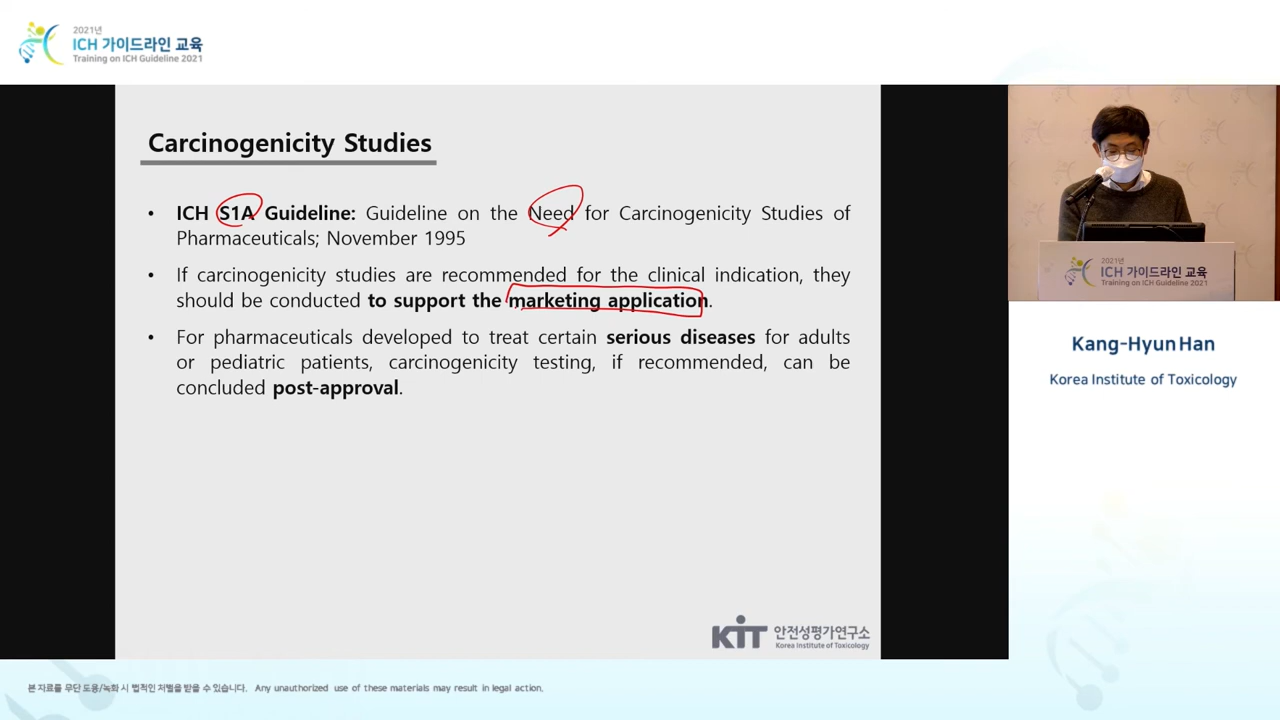 2021년
ICH 가이드라인 교육
Training on ICH Guideline 2021
Carcinogenicity Studies
• ICH S1A Guideline: Guideline on the Need for Carcinogenicity Studies of
Pharmaceuticals; November 1995
• If carcinogenicity studies are recommended for the clinical indication, they
should be conducted to support the marketing application.
• For pharmaceuticals developed to treat certain serious diseases for adults
or pediatric patients, carcinogenicity testing, if recommended, can be
concluded post-approval.
KIT 안전성평가연구소
Korea Institute of Toxicology
2021년
ICH 가이드라인 교육
Training on ICH Guideline 2021
Kang-Hyun Han
Korea Institute of Toxicology
본 자료를 무단 도용/녹화 시 법적인 처벌을 받을 수 있습니다. Any unauthorized use of these materials may result in legal action.